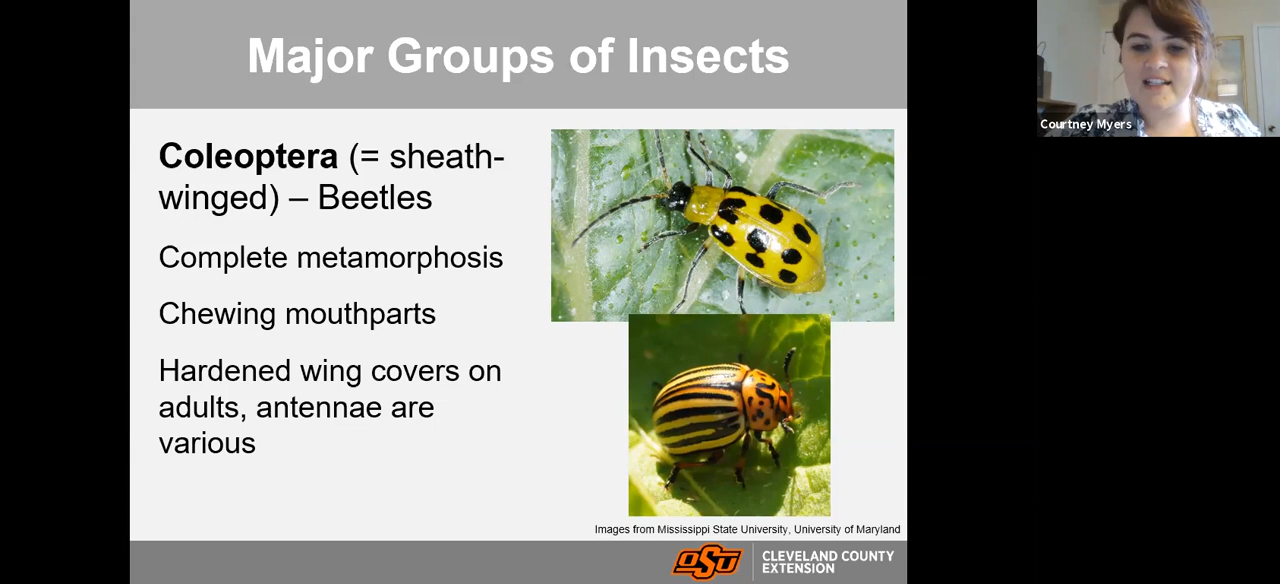 Major Groups of Insects
Coleoptera (= sheath-
winged) – Beetles
Complete metamorphosis
Chewing mouthparts
Hardened wing covers on
adults, antennae are
various
Images from Mississippi State University, University of Maryland
OSU
CLEVELAND COUNTY
EXTENSION
Courtney Myers